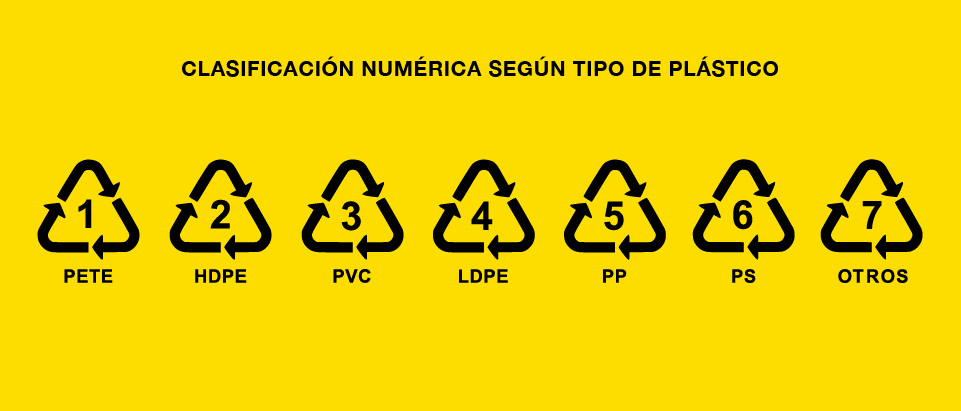 CLASIFICACIÓN NUMÉRICA SEGÚN TIPO DE PLÁSTICO
1 2 3 4 5 6 7
PETE HDPE PVC LDPE PP PS OTROS